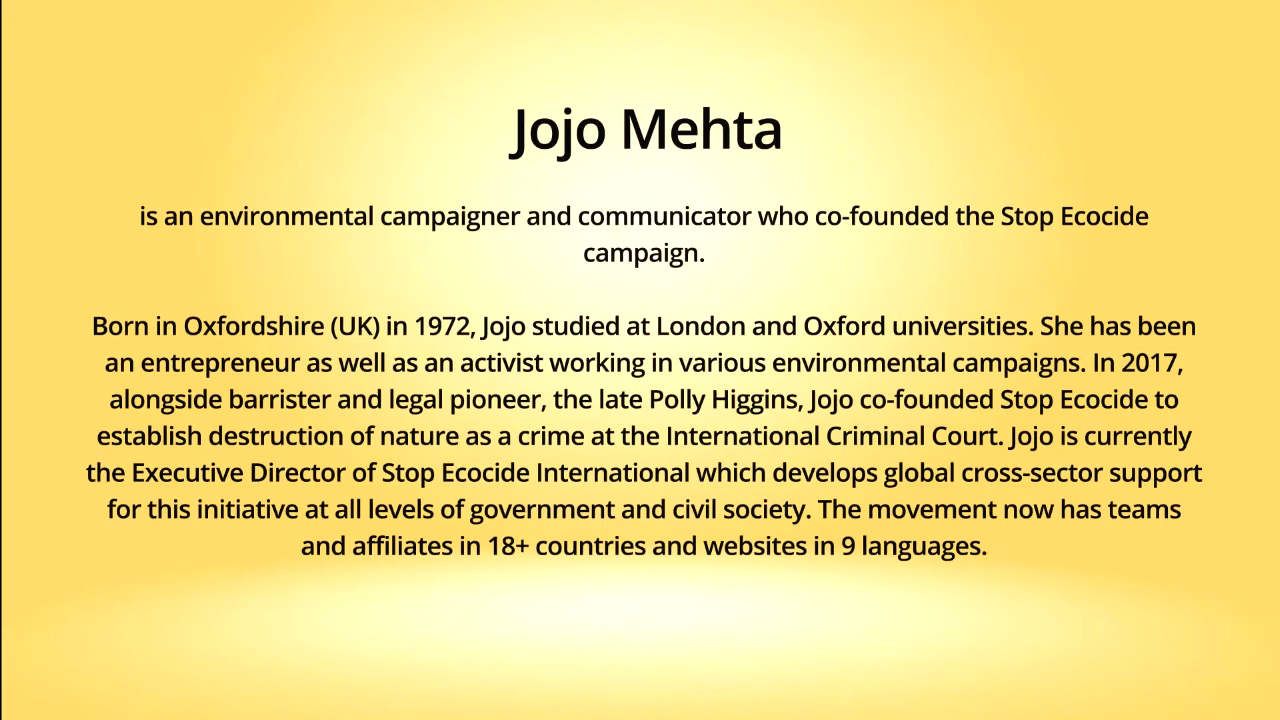 Jojo Mehta
is an environmental campaigner and communicator who co-founded the Stop Ecocide
campaign.
Born in Oxfordshire (UK) in 1972, Jojo studied at London and Oxford universities. She has been
an entrepreneur as well as an activist working in various environmental campaigns. In 2017,
alongside barrister and legal pioneer, the late Polly Higgins, Jojo co-founded Stop Ecocide to
establish destruction of nature as a crime at the International Criminal Court. Jojo is currently
the Executive Director of Stop Ecocide International which develops global cross-sector support
for this initiative at all levels of government and civil society. The movement now has teams
and affiliates in 18+ countries and websites in 9 languages.